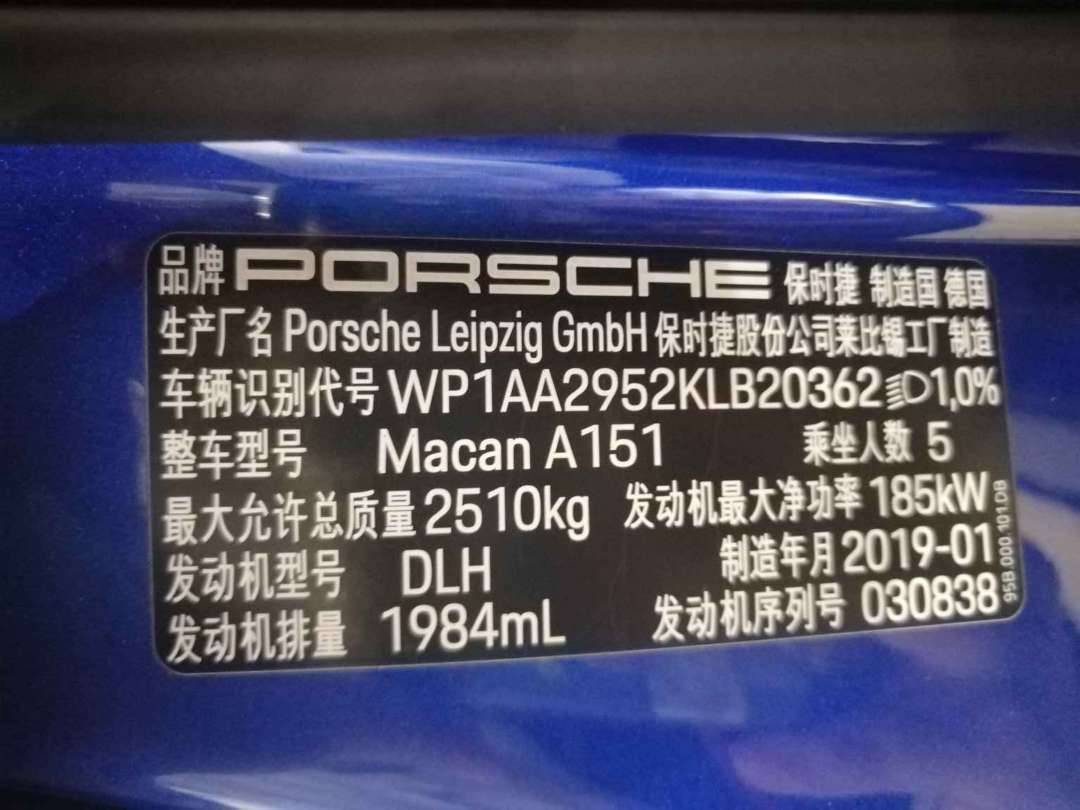 品牌 PORSCHE 保时捷 制造国 德国
生产厂名 Porsche Leipzig GmbH 保时捷股份公司莱比锡工厂制造
车辆识别代号 WP1AA2952KLB20362 1,0%
整车型号 Macan A151 乘坐人数 5
最大允许总质量 2510kg 发动机最大净功率 185kW
发动机型号 DLH 制造年月 2019-01
发动机排量 1984mL 发动机序列号 030838
95B.000.101.DB